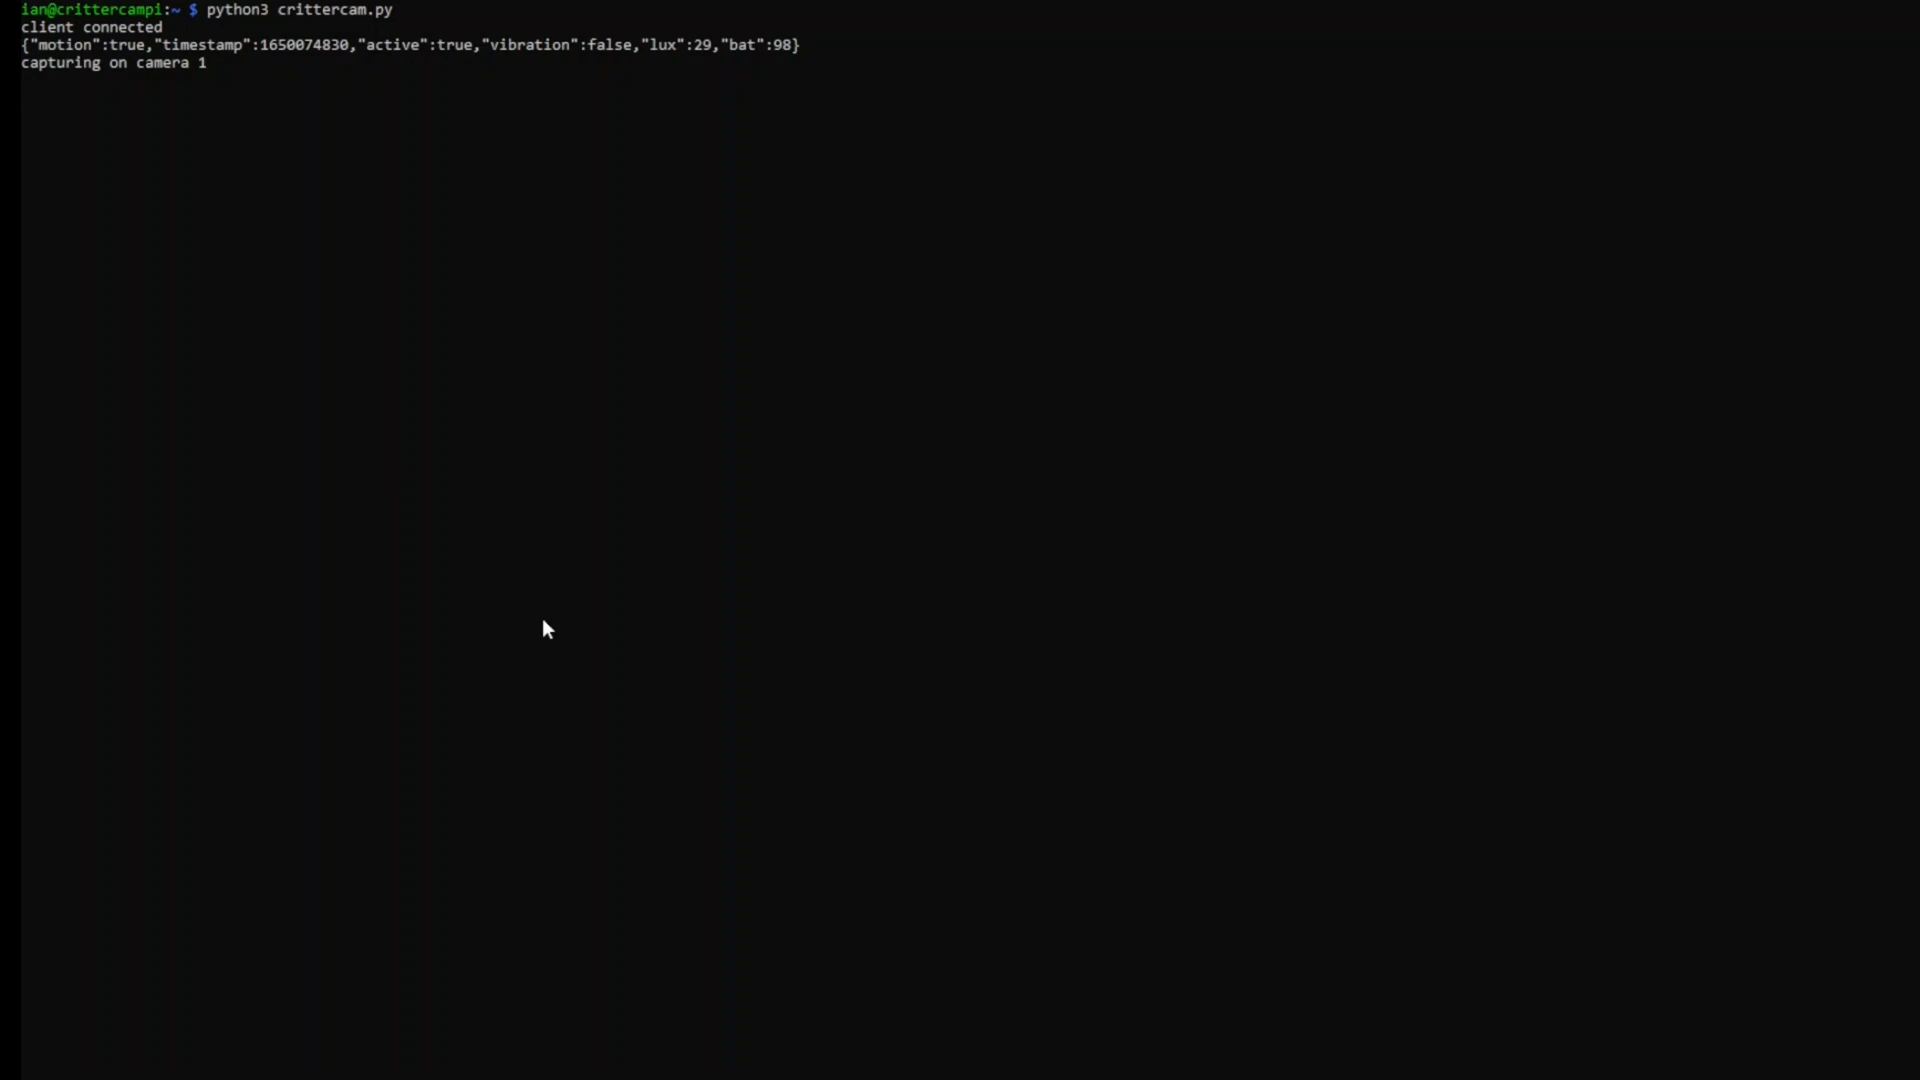 ian@crittercampi:~ $ python3 crittercam.py
client connected
{"motion":true,"timestamp":1650074830,"active":true,"vibration":false,"lux":29,"bat":98}
capturing on camera 1